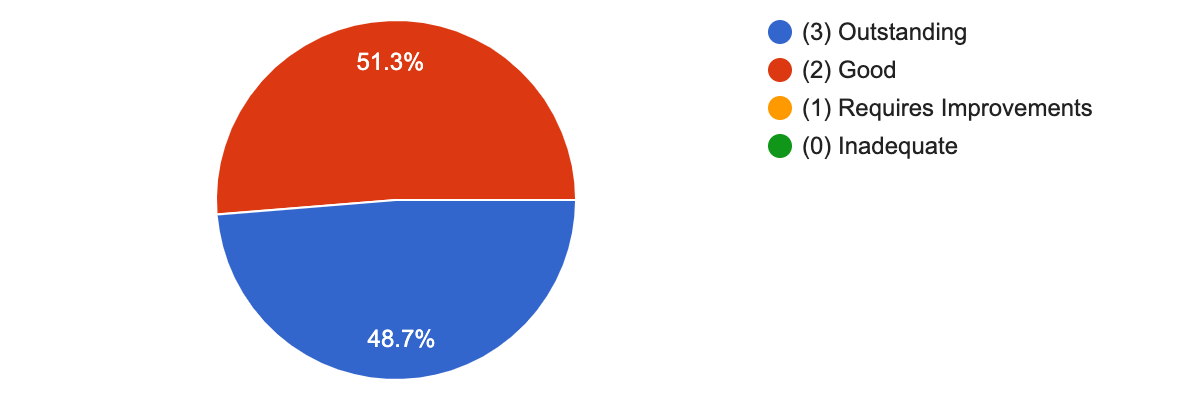 51.3%
48.7%
(3) Outstanding
(2) Good
(1) Requires Improvements
(0) Inadequate